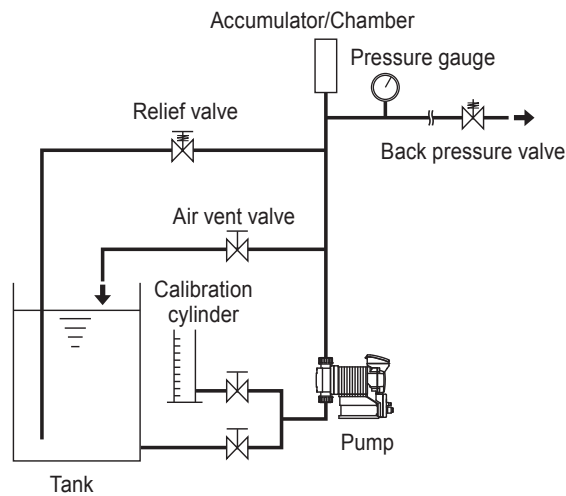 Accumulator/Chamber
Pressure gauge
Relief valve
Back pressure valve
Air vent valve
Calibration
cylinder
Pump
Tank